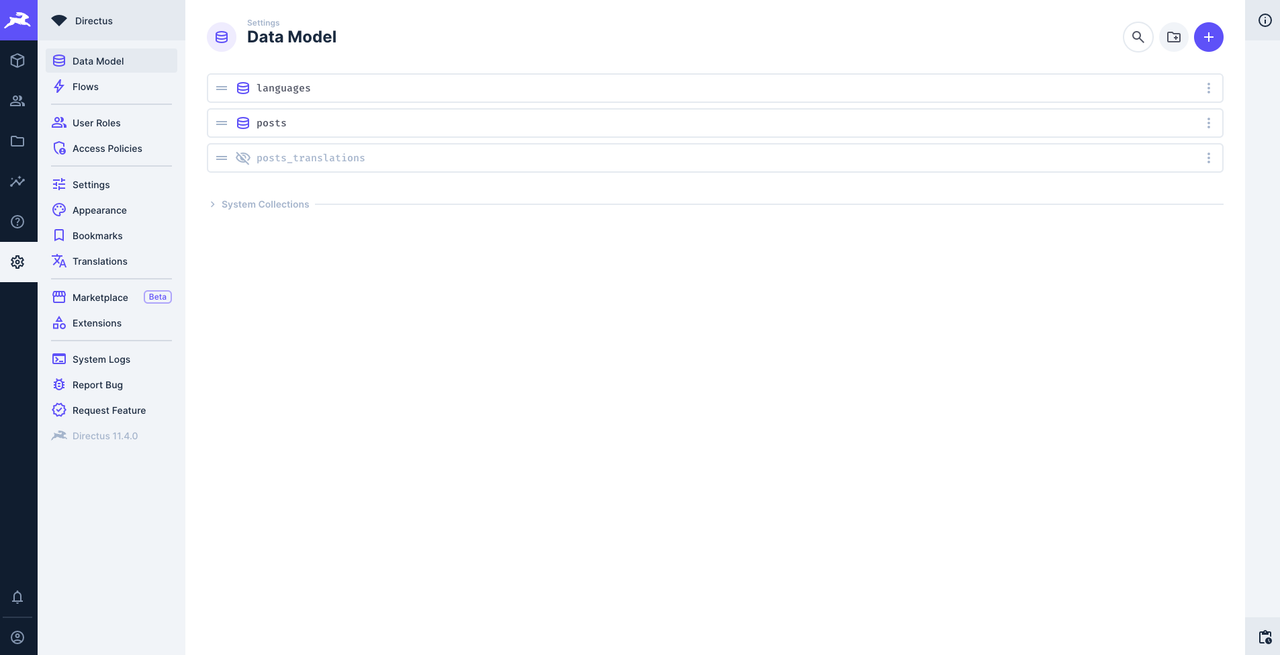 Directus
Data Model
Flows
User Roles
Access Policies
Settings
Appearance
Bookmarks
Translations
Marketplace Beta
Extensions
System Logs
Report Bug
Request Feature
Directus 11.4.0
Settings
Data Model
languages
posts
posts_translations
System Collections